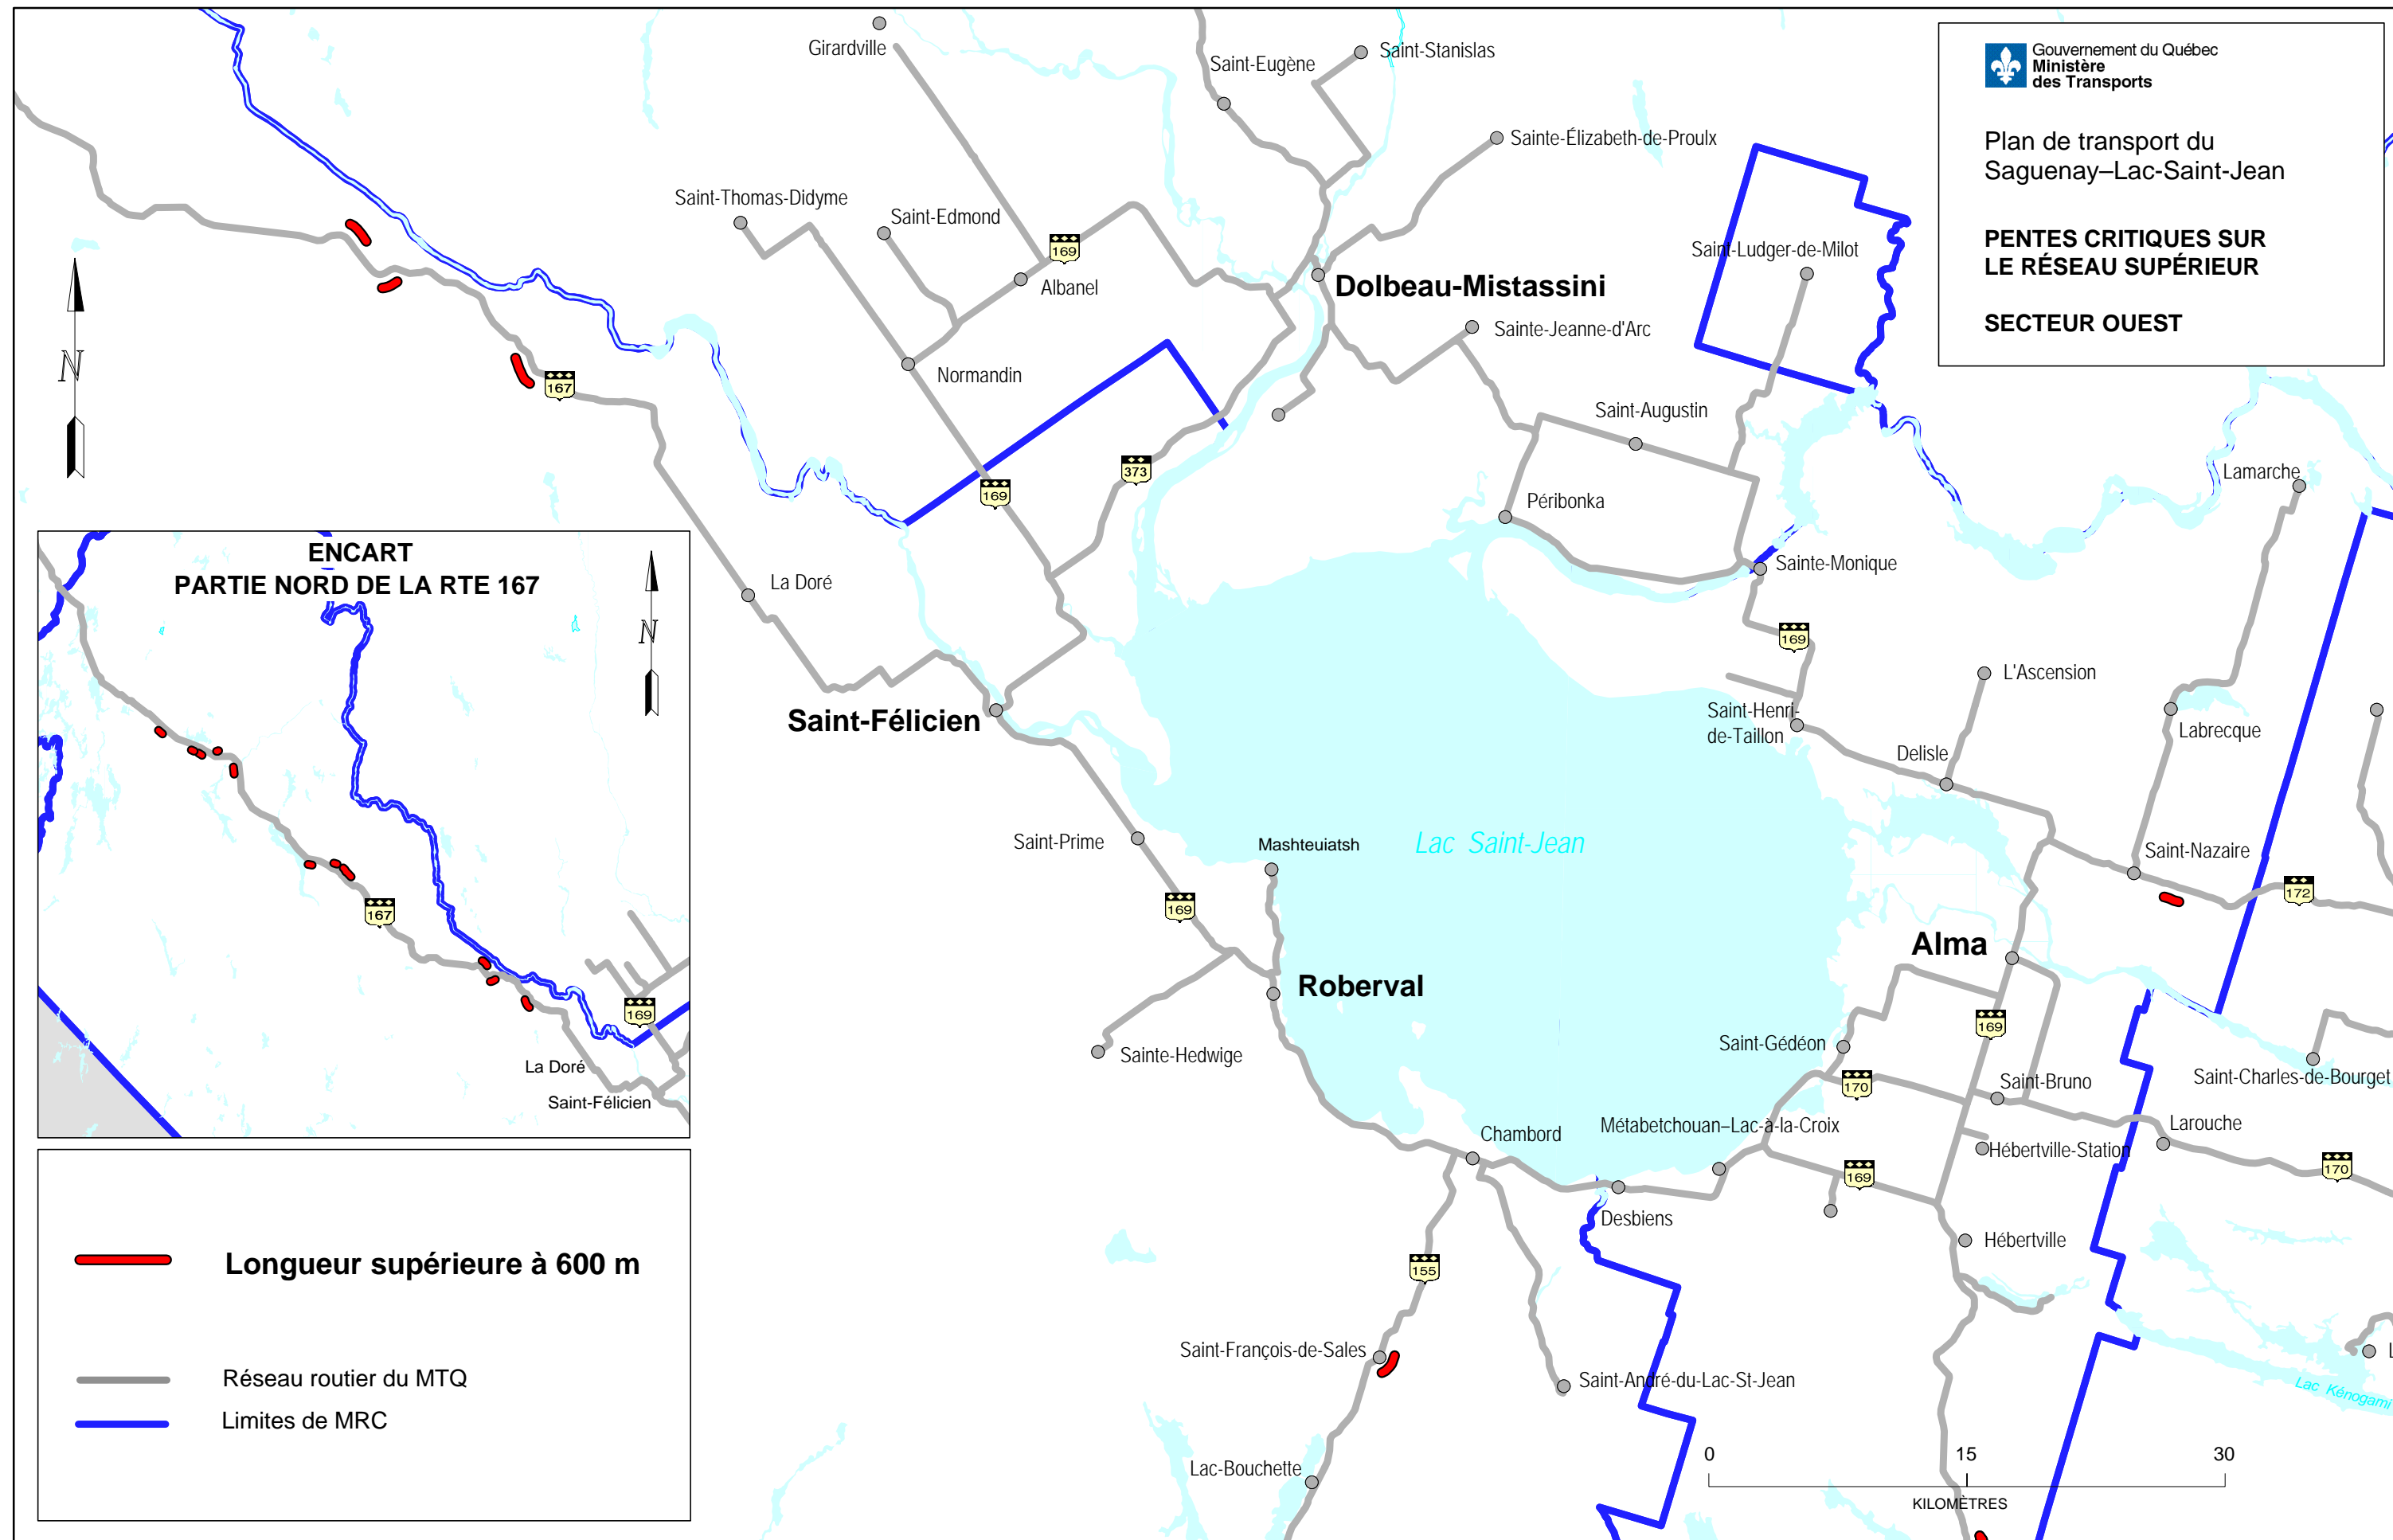 Gouvernement du Québec
Ministère
des Transports
Plan de transport du
Saguenay–Lac-Saint-Jean
PENTES CRITIQUES SUR
LE RÉSEAU SUPÉRIEUR
SECTEUR OUEST
Girardville
Saint-Eugène
Saint-Stanislas
Sainte-Élizabeth-de-Proulx
Saint-Thomas-Didyme
Saint-Edmond
169
Albanel
Saint-Ludger-de-Milot
Dolbeau-Mistassini
Sainte-Jeanne-d'Arc
N
167
Normandin
Saint-Augustin
373
169
Lamarche
Péribonka
Sainte-Monique
La Doré
169
L'Ascension
Saint-Henri-
de-Taillon
Labrecque
Saint-Félicien
Delisle
Saint-Prime
Mashteuiatsh
Lac Saint-Jean
Saint-Nazaire
172
169
Alma
Roberval
169
Sainte-Hedwige
Saint-Gédéon
170
Saint-Bruno
Saint-Charles-de-Bourget
Chambord
Métabetchouan–Lac-à-la-Croix
Larouche
Hébertville-Station
170
169
Desbiens
Hébertville
155
Saint-François-de-Sales
L
Saint-André-du-Lac-St-Jean
Lac Kénogami
Lac-Bouchette
0 15 30
KILOMÈTRES
ENCART
PARTIE NORD DE LA RTE 167
N
167
169
La Doré
Saint-Félicien
Longueur supérieure à 600 m
Réseau routier du MTQ
Limites de MRC